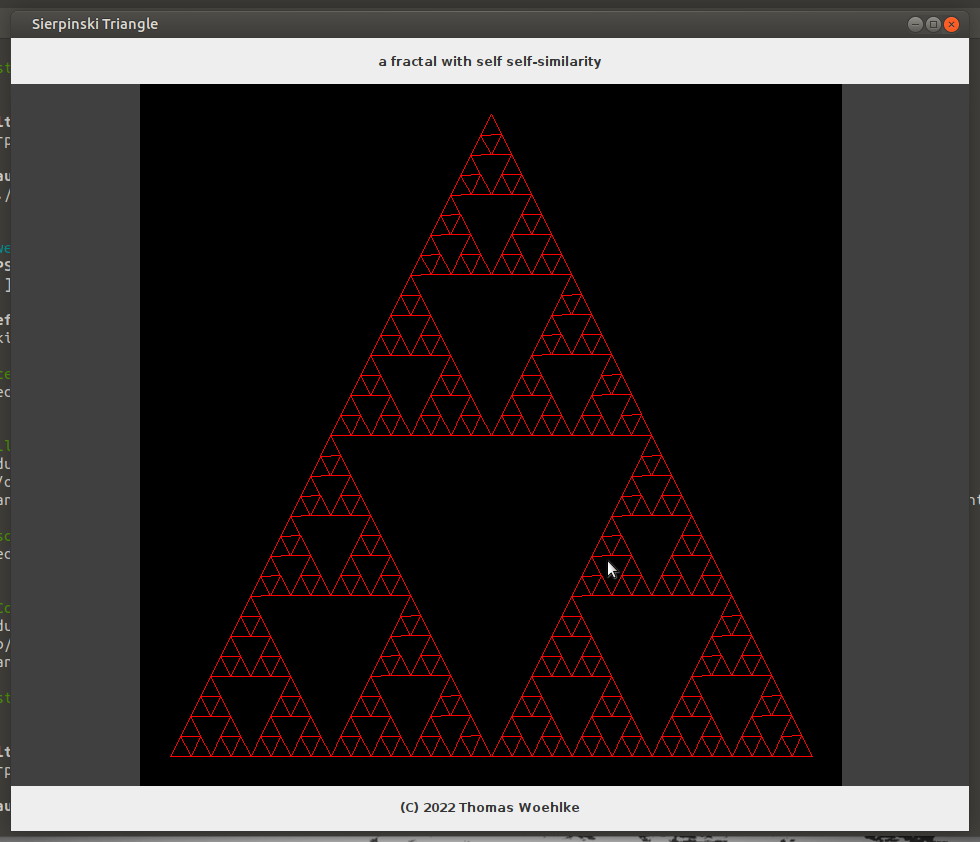 Sierpinski Triangle
a fractal with self self-similarity
(C) 2022 Thomas Woehlke